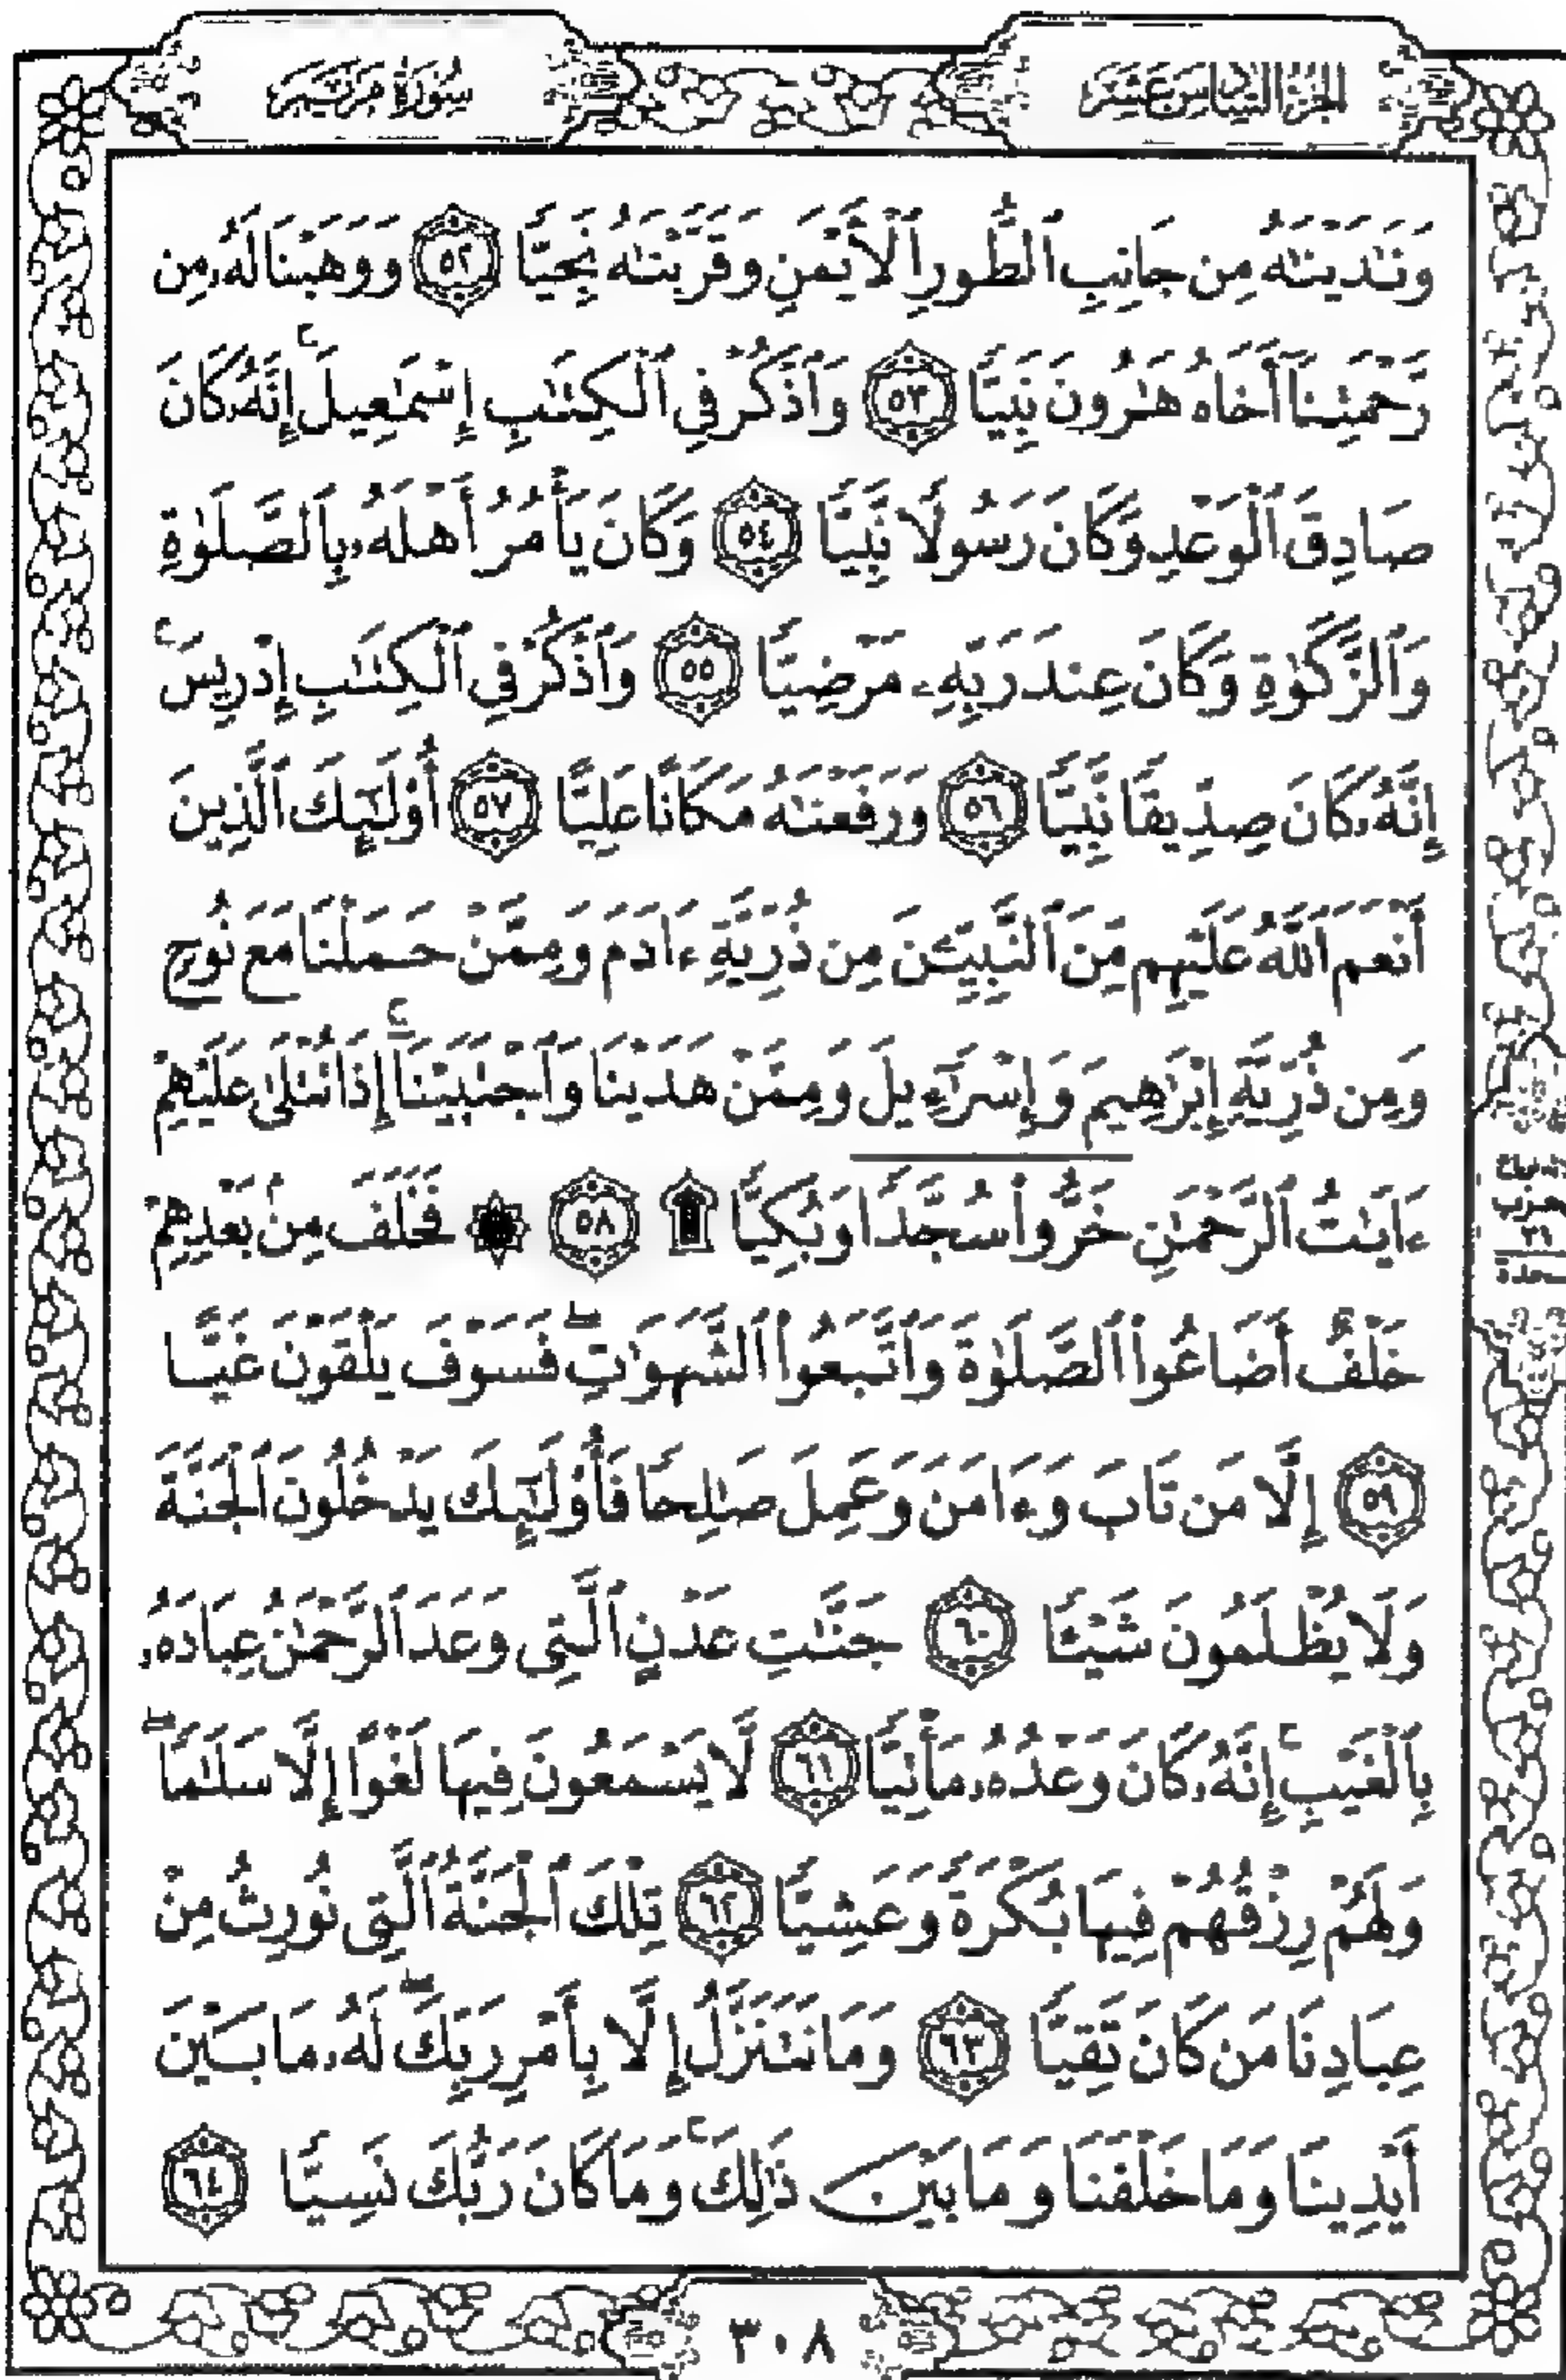 الجزء السادس عشر
سورة مريم
وَنَٰدَيْنَٰهُ مِن جَانِبِ ٱلطُّورِ ٱلْأَيْمَنِ وَقَرَّبْنَٰهُ نَجِيًّا ٥٢ وَوَهَبْنَا لَهُۥ مِن
رَّحْمَتِنَآ أَخَاهُ هَٰرُونَ نَبِيًّا ٥٣ وَٱذْكُرْ فِى ٱلْكِتَٰبِ إِسْمَٰعِيلَ ۚ إِنَّهُۥ كَانَ
صَادِقَ ٱلْوَعْدِ وَكَانَ رَسُولًا نَّبِيًّا ٥٤ وَكَانَ يَأْمُرُ أَهْلَهُۥ بِٱلصَّلَوٰةِ
وَٱلزَّكَوٰةِ وَكَانَ عِندَ رَبِّهِۦ مَرْضِيًّا ٥٥ وَٱذْكُرْ فِى ٱلْكِتَٰبِ إِدْرِيسَ ۚ
إِنَّهُۥ كَانَ صِدِّيقًا نَّبِيًّا ٥٦ وَرَفَعْنَٰهُ مَكَانًا عَلِيًّا ٥٧ أُو۟لَٰٓئِكَ ٱلَّذِينَ
أَنْعَمَ ٱللَّهُ عَلَيْهِم مِّنَ ٱلنَّبِيِّۦنَ مِن ذُرِّيَّةِ ءَادَمَ وَمِمَّنْ حَمَلْنَا مَعَ نُوحٍ
وَمِن ذُرِّيَّةِ إِبْرَٰهِيمَ وَإِسْرَٰٓءِيلَ وَمِمَّنْ هَدَيْنَا وَٱجْتَبَيْنَآ ۚ إِذَا تُتْلَىٰ عَلَيْهِمْ
ءَايَٰتُ ٱلرَّحْمَٰنِ خَرُّوا۟ سُجَّدًا وَبُكِيًّا ۩ ٥٨ ۞ فَخَلَفَ مِنۢ بَعْدِهِمْ
خَلْفٌ أَضَاعُوا۟ ٱلصَّلَوٰةَ وَٱتَّبَعُوا۟ ٱلشَّهَوَٰتِ ۖ فَسَوْفَ يَلْقَوْنَ غَيًّا
٥٩ إِلَّا مَن تَابَ وَءَامَنَ وَعَمِلَ صَٰلِحًا فَأُو۟لَٰٓئِكَ يَدْخُلُونَ ٱلْجَنَّةَ
وَلَا يُظْلَمُونَ شَيْـًٔا ٦٠ جَنَّٰتِ عَدْنٍ ٱلَّتِى وَعَدَ ٱلرَّحْمَٰنُ عِبَادَهُۥ
بِٱلْغَيْبِ ۚ إِنَّهُۥ كَانَ وَعْدُهُۥ مَأْتِيًّا ٦١ لَّا يَسْمَعُونَ فِيهَا لَغْوًا إِلَّا سَلَٰمًا ۖ
وَلَهُمْ رِزْقُهُمْ فِيهَا بُكْرَةً وَعَشِيًّا ٦٢ تِلْكَ ٱلْجَنَّةُ ٱلَّتِى نُورِثُ مِنْ
عِبَادِنَا مَن كَانَ تَقِيًّا ٦٣ وَمَا نَتَنَزَّلُ إِلَّا بِأَمْرِ رَبِّكَ ۖ لَهُۥ مَا بَيْنَ
أَيْدِينَا وَمَا خَلْفَنَا وَمَا بَيْنَ ذَٰلِكَ ۚ وَمَا كَانَ رَبُّكَ نَسِيًّا ٦٤
٣٠٨